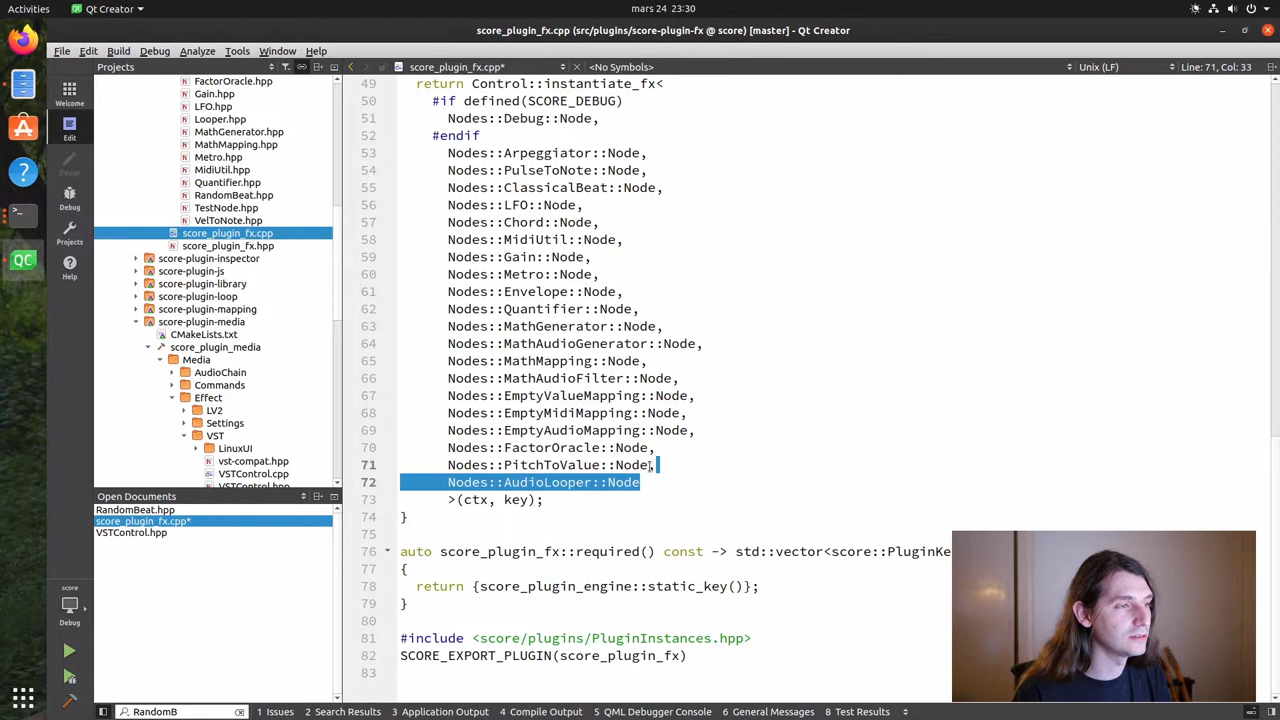 Activities
Qt Creator
mars 24 23:30
score_plugin_fx.cpp (src/plugins/score-plugin-fx @ score) [master] - Qt Creator
File Edit Build Debug Analyze Tools Window Help
Projects
score_plugin_fx.cpp*
<No Symbols>
Unix (LF)
Line: 71, Col: 33
Welcome
Edit
Design
Debug
Projects
Help
FactorOracle.hpp
Gain.hpp
LFO.hpp
Looper.hpp
MathGenerator.hpp
MathMapping.hpp
Metro.hpp
MidiUtil.hpp
Quantifier.hpp
RandomBeat.hpp
TestNode.hpp
VelToNote.hpp
score_plugin_fx.cpp
score_plugin_fx.hpp
score-plugin-inspector
score-plugin-js
score-plugin-library
score-plugin-loop
score-plugin-mapping
score-plugin-media
CMakeLists.txt
score_plugin_media
Media
AudioChain
Commands
Effect
LV2
Settings
VST
LinuxUI
vst-compat.hpp
VSTControl.cpp
VSTControl.hpp
Open Documents
RandomBeat.hpp
score_plugin_fx.cpp*
VSTControl.hpp
score
Debug
49 return Control::instantiate_fx<
50 #if defined(SCORE_DEBUG)
51 Nodes::Debug::Node,
52 #endif
53 Nodes::Arpeggiator::Node,
54 Nodes::PulseToNote::Node,
55 Nodes::ClassicalBeat::Node,
56 Nodes::LFO::Node,
57 Nodes::Chord::Node,
58 Nodes::MidiUtil::Node,
59 Nodes::Gain::Node,
60 Nodes::Metro::Node,
61 Nodes::Envelope::Node,
62 Nodes::Quantifier::Node,
63 Nodes::MathGenerator::Node,
64 Nodes::MathAudioGenerator::Node,
65 Nodes::MathMapping::Node,
66 Nodes::MathAudioFilter::Node,
67 Nodes::EmptyValueMapping::Node,
68 Nodes::EmptyMidiMapping::Node,
69 Nodes::EmptyAudioMapping::Node,
70 Nodes::FactorOracle::Node,
71 Nodes::PitchToValue::Node,
72 Nodes::AudioLooper::Node
73 >(ctx, key);
74 }
75
76 auto score_plugin_fx::required() const -> std::vector<score::PluginKe
77 {
78 return {score_plugin_engine::static_key()};
79 }
80
81 #include <score/plugins/PluginInstances.hpp>
82 SCORE_EXPORT_PLUGIN(score_plugin_fx)
83
RandomB
1 Issues
2 Search Results
3 Application Output
4 Compile Output
5 QML Debugger Console
6 General Messages
8 Test Results